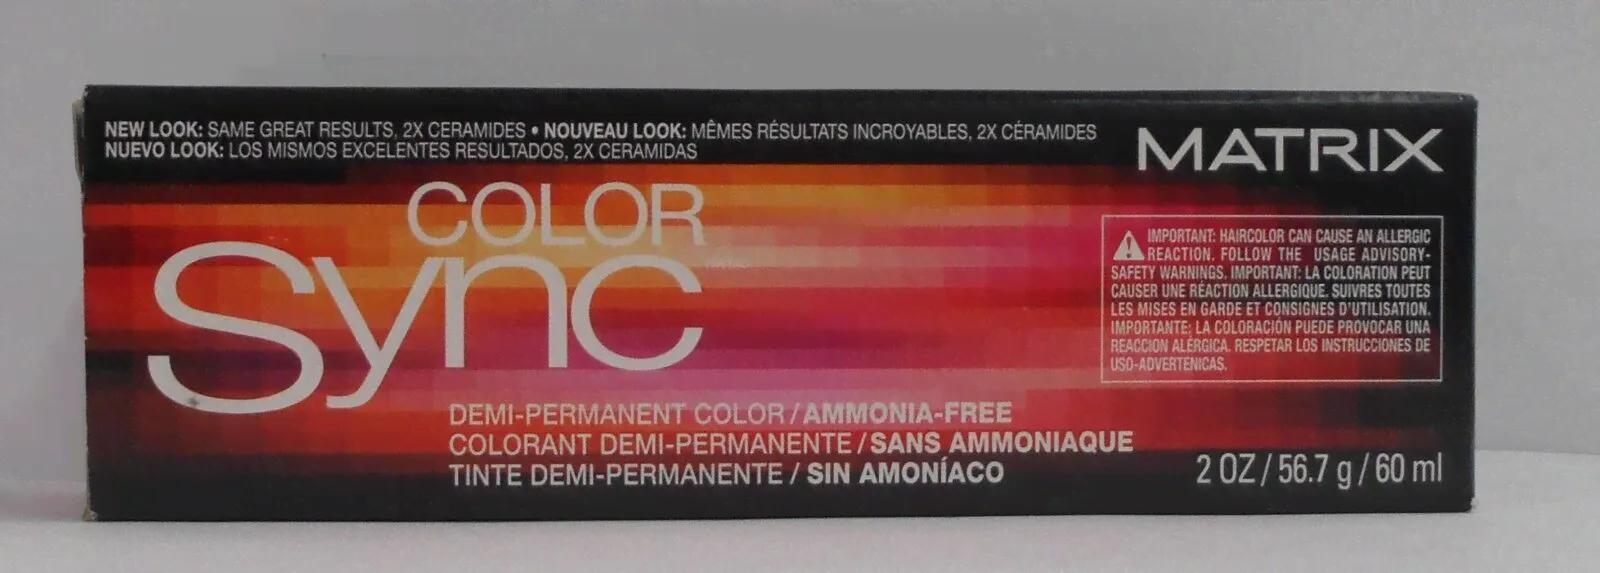 NEW LOOK: SAME GREAT RESULTS, 2X CERAMIDES • NOUVEAU LOOK: MÊMES RÉSULTATS INCROYABLES, 2X CÉRAMIDES
NUEVO LOOK: LOS MISMOS EXCELENTES RESULTADOS, 2X CERAMIDAS
MATRIX
COLOR
Sync
IMPORTANT: HAIRCOLOR CAN CAUSE AN ALLERGIC
REACTION. FOLLOW THE USAGE ADVISORY-
SAFETY WARNINGS. IMPORTANT: LA COLORATION PEUT
CAUSER UNE RÉACTION ALLERGIQUE. SUIVRES TOUTES
LES MISES EN GARDE ET CONSIGNES D'UTILISATION.
IMPORTANTE: LA COLORACIÓN PUEDE PROVOCAR UNA
REACCION ALÉRGICA. RESPETAR LOS INSTRUCCIONES DE
USO-ADVERTENICAS.
DEMI-PERMANENT COLOR / AMMONIA-FREE
COLORANT DEMI-PERMANENTE / SANS AMMONIAQUE
TINTE DEMI-PERMANENTE / SIN AMONÍACO
2 OZ / 56.7 g / 60 ml